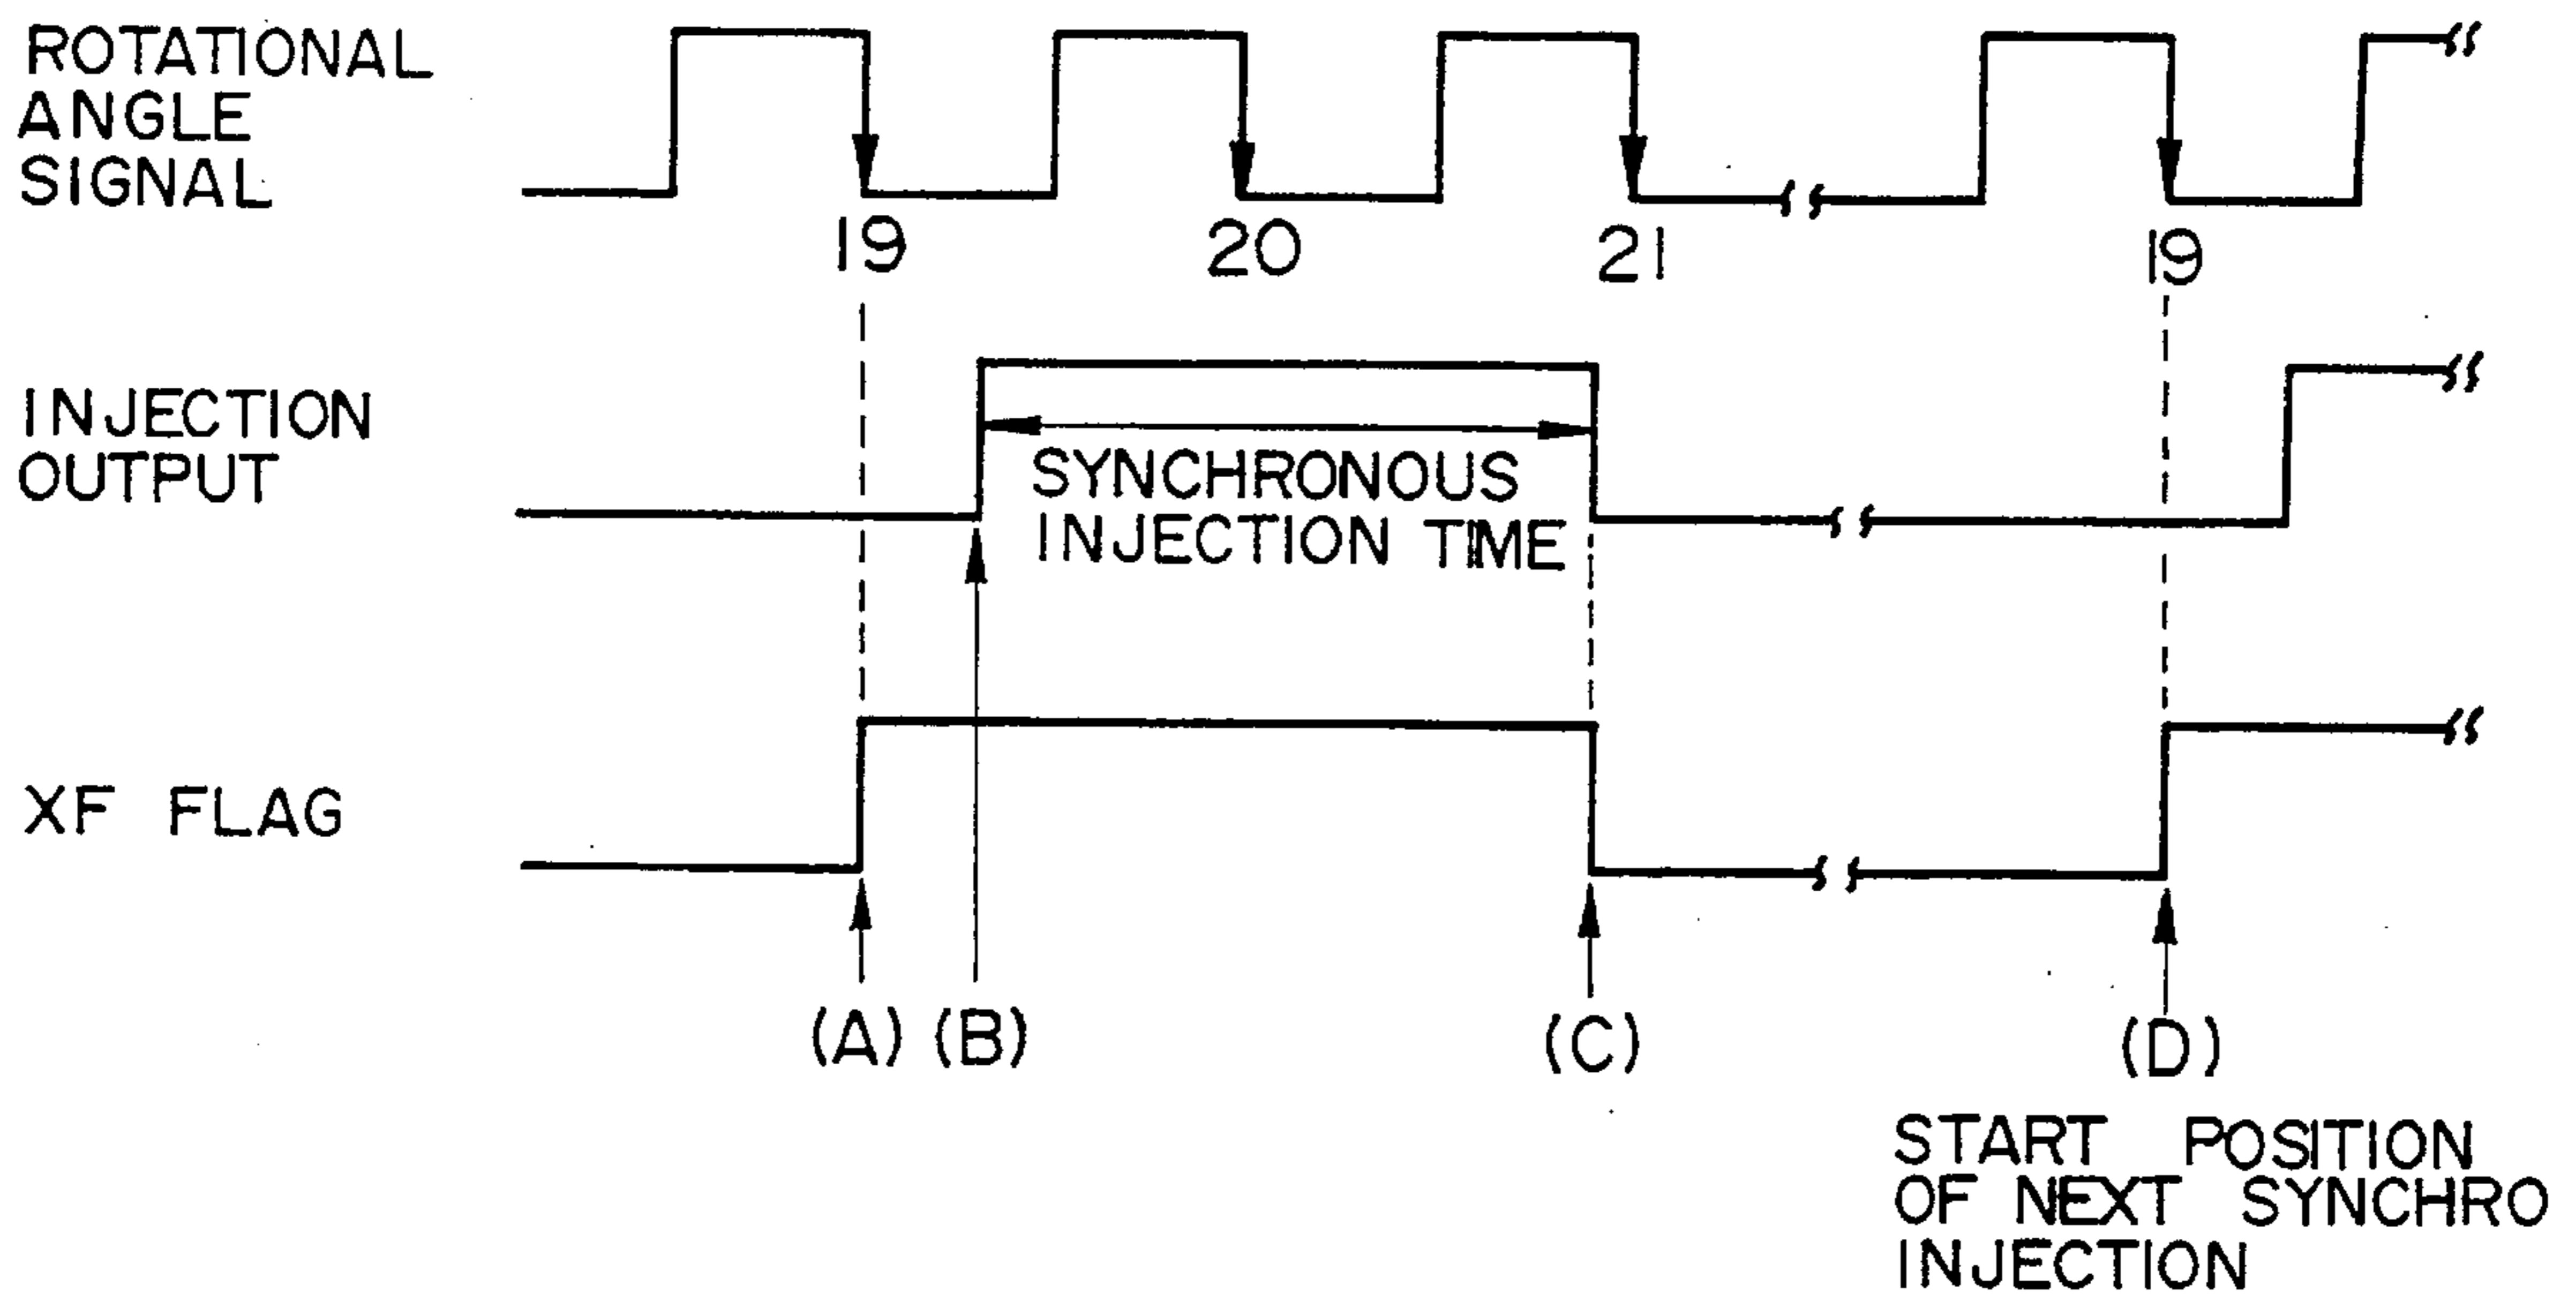 ROTATIONAL
ANGLE
SIGNAL
19
20
21
19
INJECTION
OUTPUT
SYNCHRONOUS
INJECTION TIME
XF FLAG
(A)
(B)
(C)
(D)
START POSITION
OF NEXT SYNCHRO
INJECTION